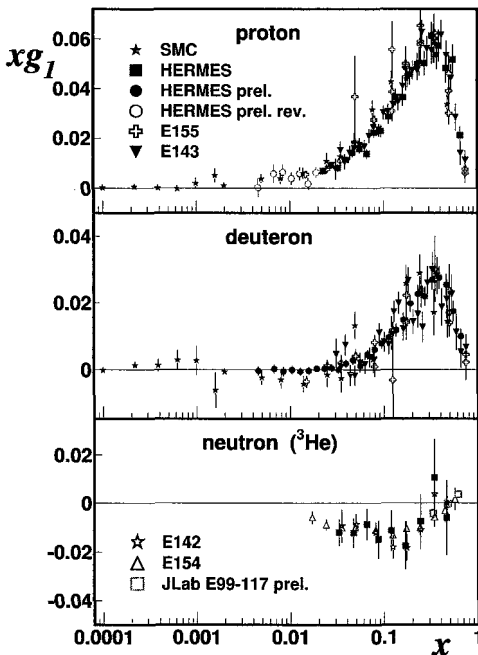 xg1
proton
SMC
HERMES
HERMES prel.
HERMES prel. rev.
E155
E143
0.06
0.04
0.02
0
deuteron
0.04
0.02
0
neutron (³He)
0.02
0
-0.02
-0.04
E142
E154
JLab E99-117 prel.
0.0001 0.001 0.01 0.1 1
x